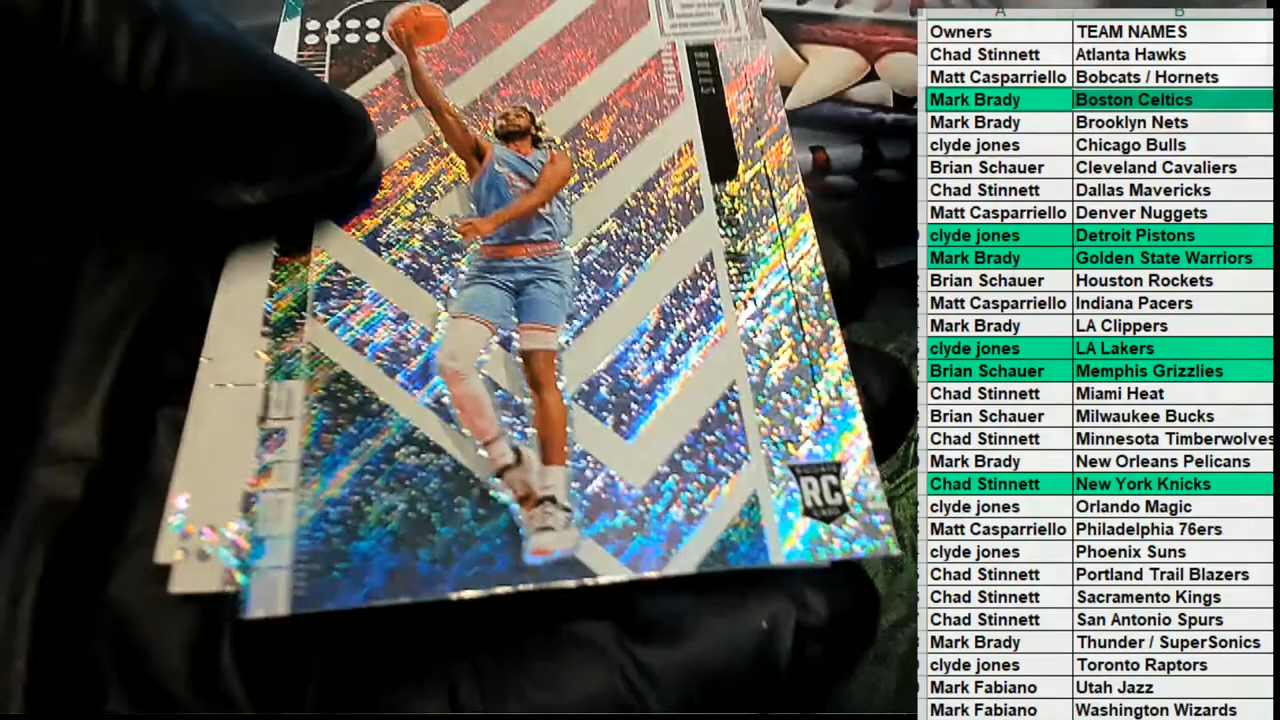 A B
Owners TEAM NAMES
Chad Stinnett Atlanta Hawks
Matt Casparriello Bobcats / Hornets
Mark Brady Boston Celtics
Mark Brady Brooklyn Nets
clyde jones Chicago Bulls
Brian Schauer Cleveland Cavaliers
Chad Stinnett Dallas Mavericks
Matt Casparriello Denver Nuggets
clyde jones Detroit Pistons
Mark Brady Golden State Warriors
Brian Schauer Houston Rockets
Matt Casparriello Indiana Pacers
Mark Brady LA Clippers
clyde jones LA Lakers
Brian Schauer Memphis Grizzlies
Chad Stinnett Miami Heat
Brian Schauer Milwaukee Bucks
Chad Stinnett Minnesota Timberwolves
Mark Brady New Orleans Pelicans
Chad Stinnett New York Knicks
clyde jones Orlando Magic
Matt Casparriello Philadelphia 76ers
clyde jones Phoenix Suns
Chad Stinnett Portland Trail Blazers
Chad Stinnett Sacramento Kings
Chad Stinnett San Antonio Spurs
Mark Brady Thunder / SuperSonics
clyde jones Toronto Raptors
Mark Fabiano Utah Jazz
Mark Fabiano Washington Wizards
RC